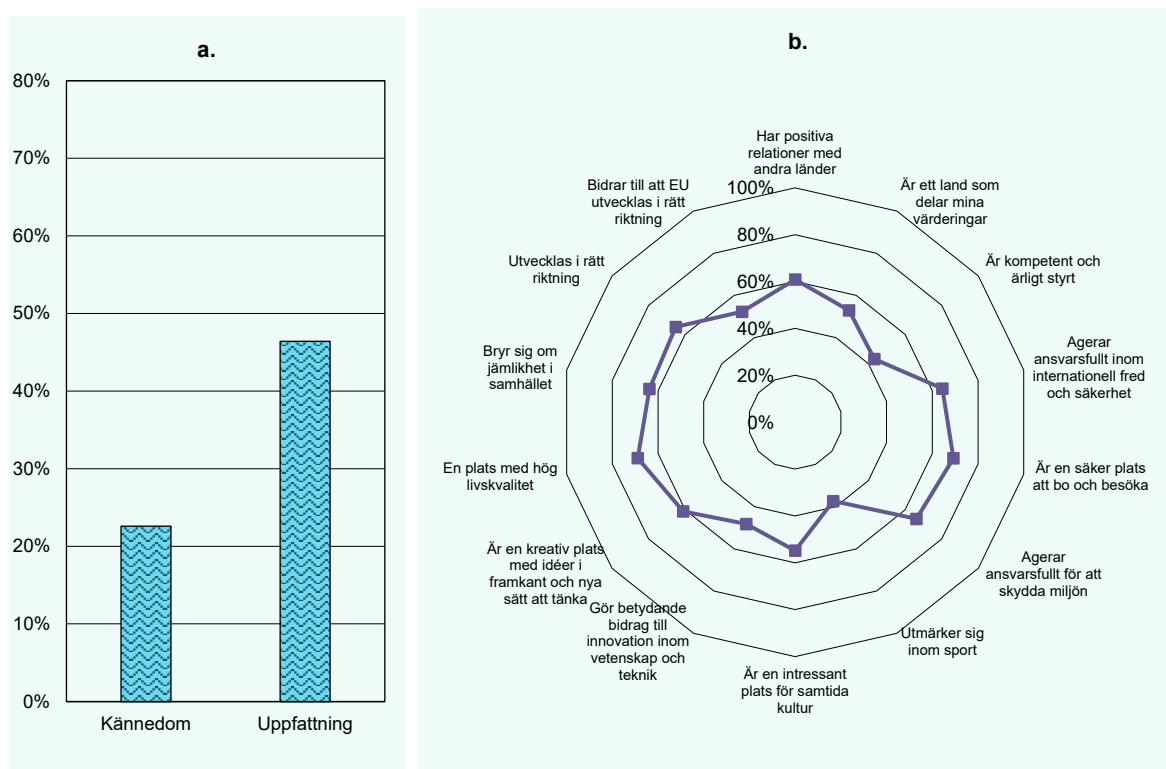 a.
80%
70%
60%
50%
40%
30%
20%
10%
0%
Kännedom
Uppfattning
b.
Har positiva
relationer med
andra länder
Är ett land som
delar mina
värderingar
Är kompetent och
ärligt styrt
Agerar
ansvarsfullt inom
internationell fred
och säkerhet
Är en säker plats
att bo och besöka
Agerar
ansvarsfullt för att
skydda miljön
Utmärker sig
inom sport
Är en intressant
plats för samtida
kultur
Gör betydande
bidrag till
innovation inom
vetenskap och
teknik
Är en kreativ plats
med idéer i
framkant och nya
sätt att tänka
En plats med hög
livskvalitet
Bryr sig om
jämlikhet i
samhället
Utvecklas i rätt
riktning
Bidrar till att EU
utvecklas i rätt
riktning
100%
80%
60%
40%
20%
0%